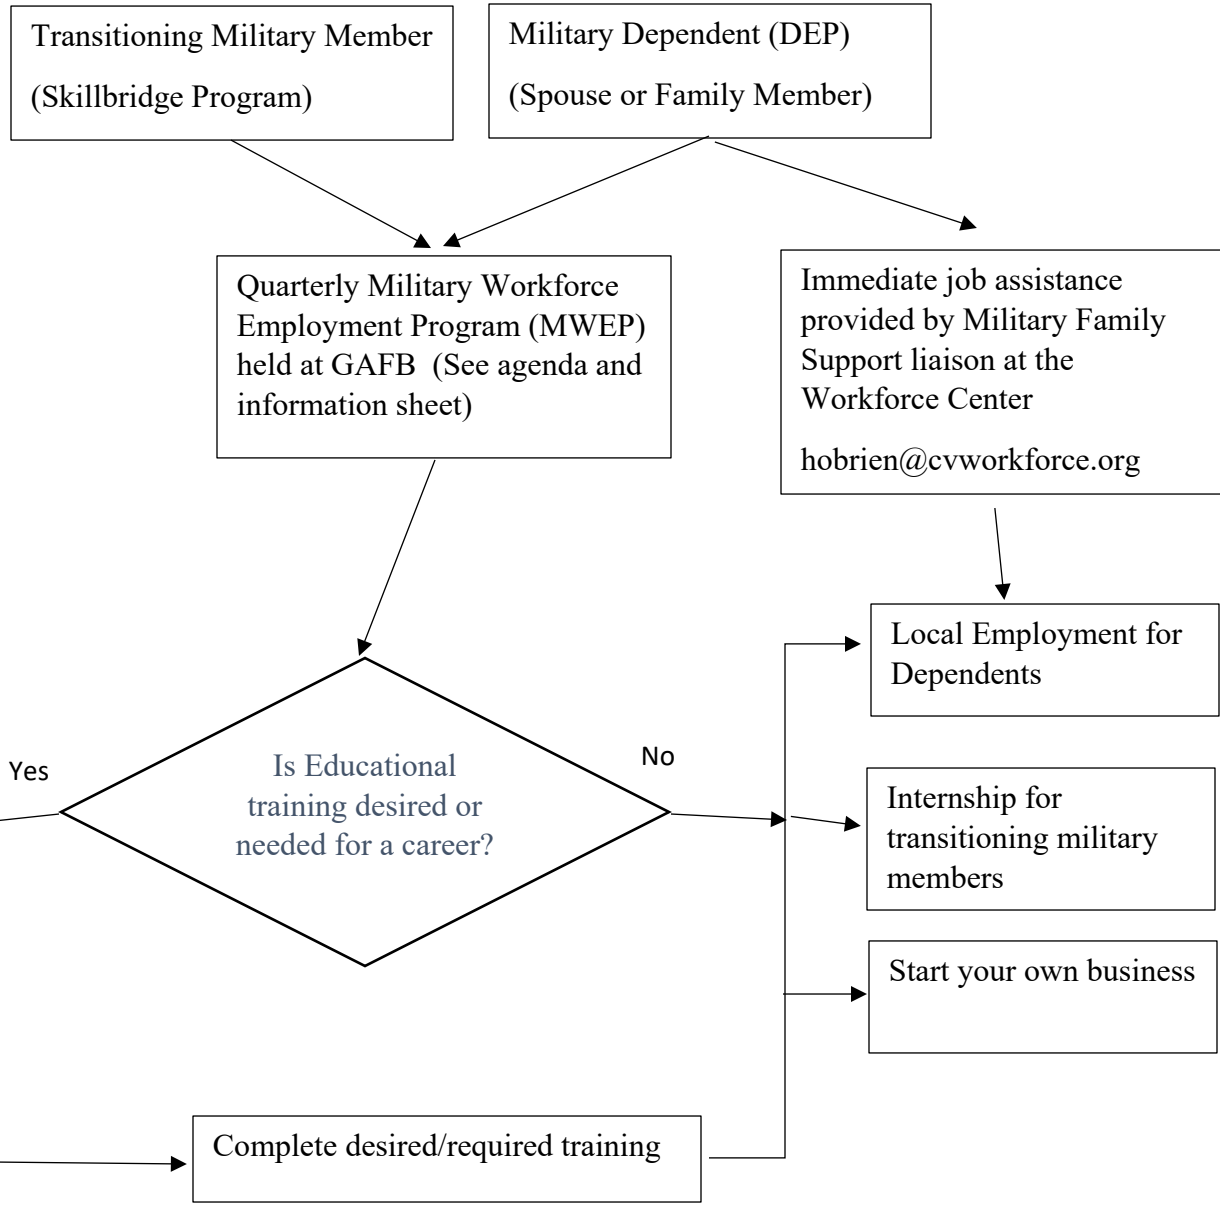 Transitioning Military Member
(Skillbridge Program)
Military Dependent (DEP)
(Spouse or Family Member)
Quarterly Military Workforce
Employment Program (MWEP)
held at GAFB  (See agenda and
information sheet)
Immediate job assistance
provided by Military Family
Support liaison at the
Workforce Center
hobrien@cvworkforce.org
Local Employment for
Dependents
Yes
Is Educational
training desired or
needed for a career?
No
Internship for
transitioning military
members
Start your own business
Complete desired/required training